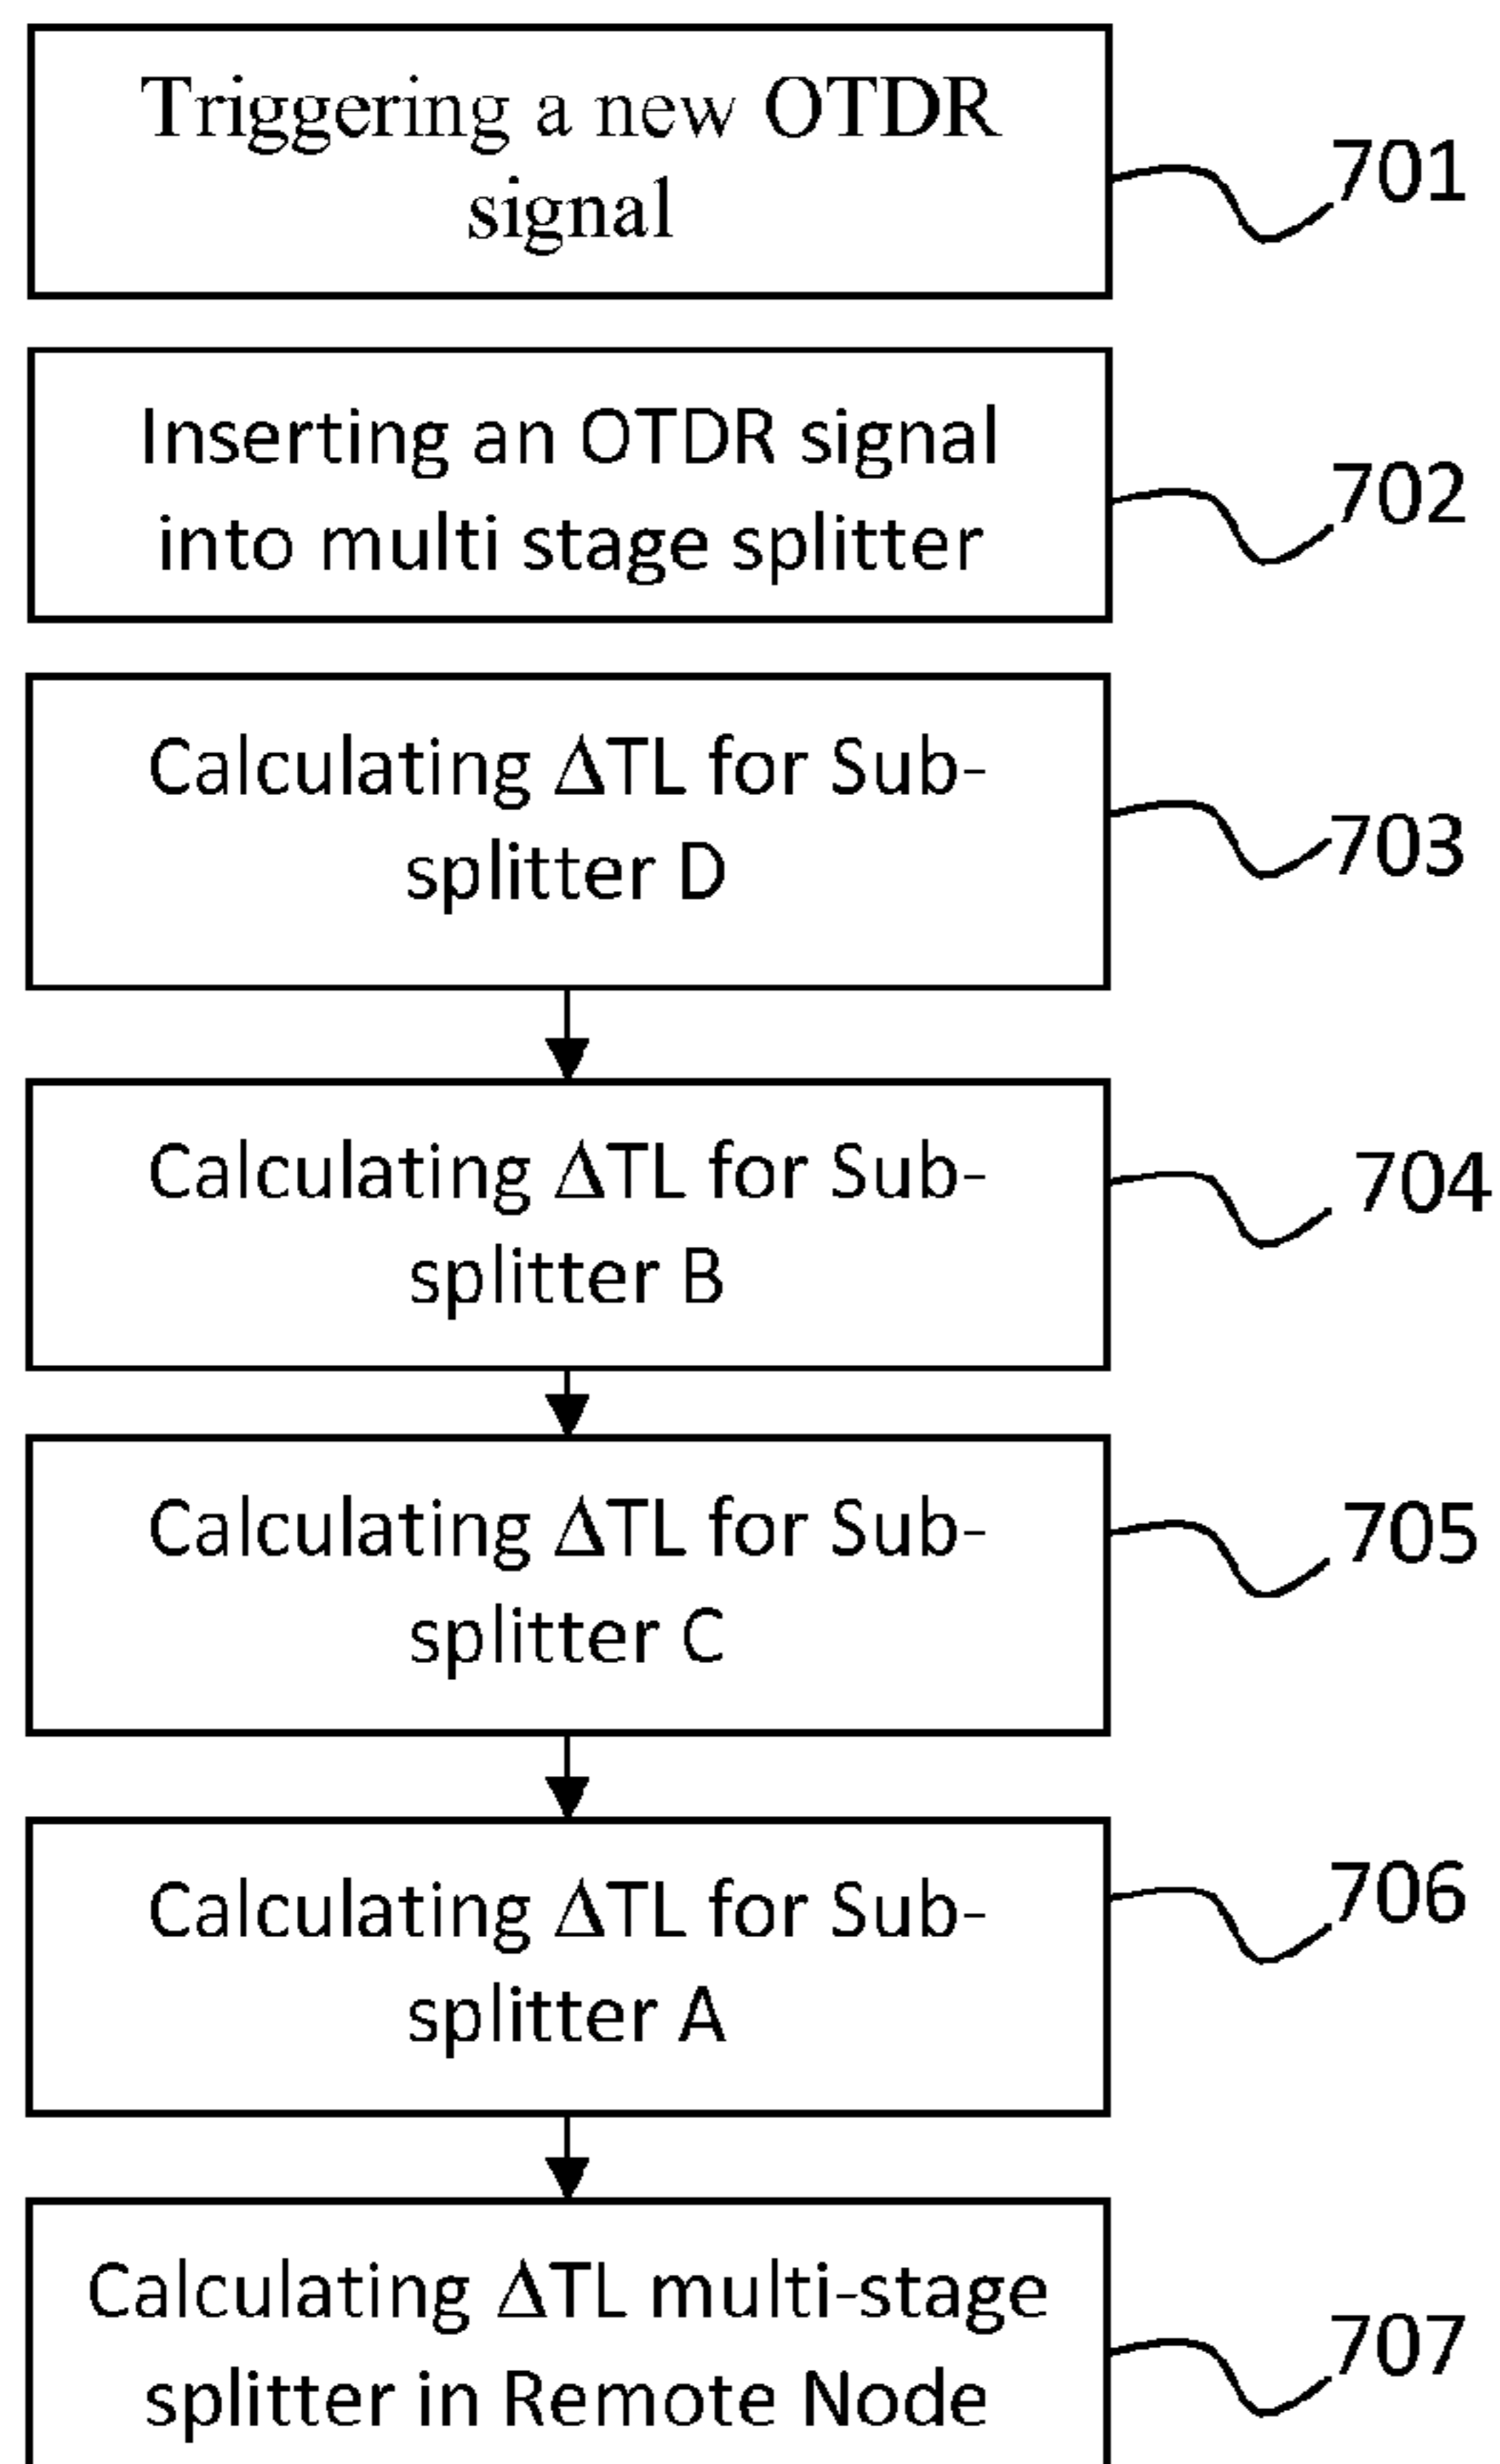 Triggering a new OTDR
signal
701
Inserting an OTDR signal
into multi stage splitter
702
Calculating ΔTL for Sub-
splitter D
703
Calculating ΔTL for Sub-
splitter B
704
Calculating ΔTL for Sub-
splitter C
705
Calculating ΔTL for Sub-
splitter A
706
Calculating ΔTL multi-stage
splitter in Remote Node
707